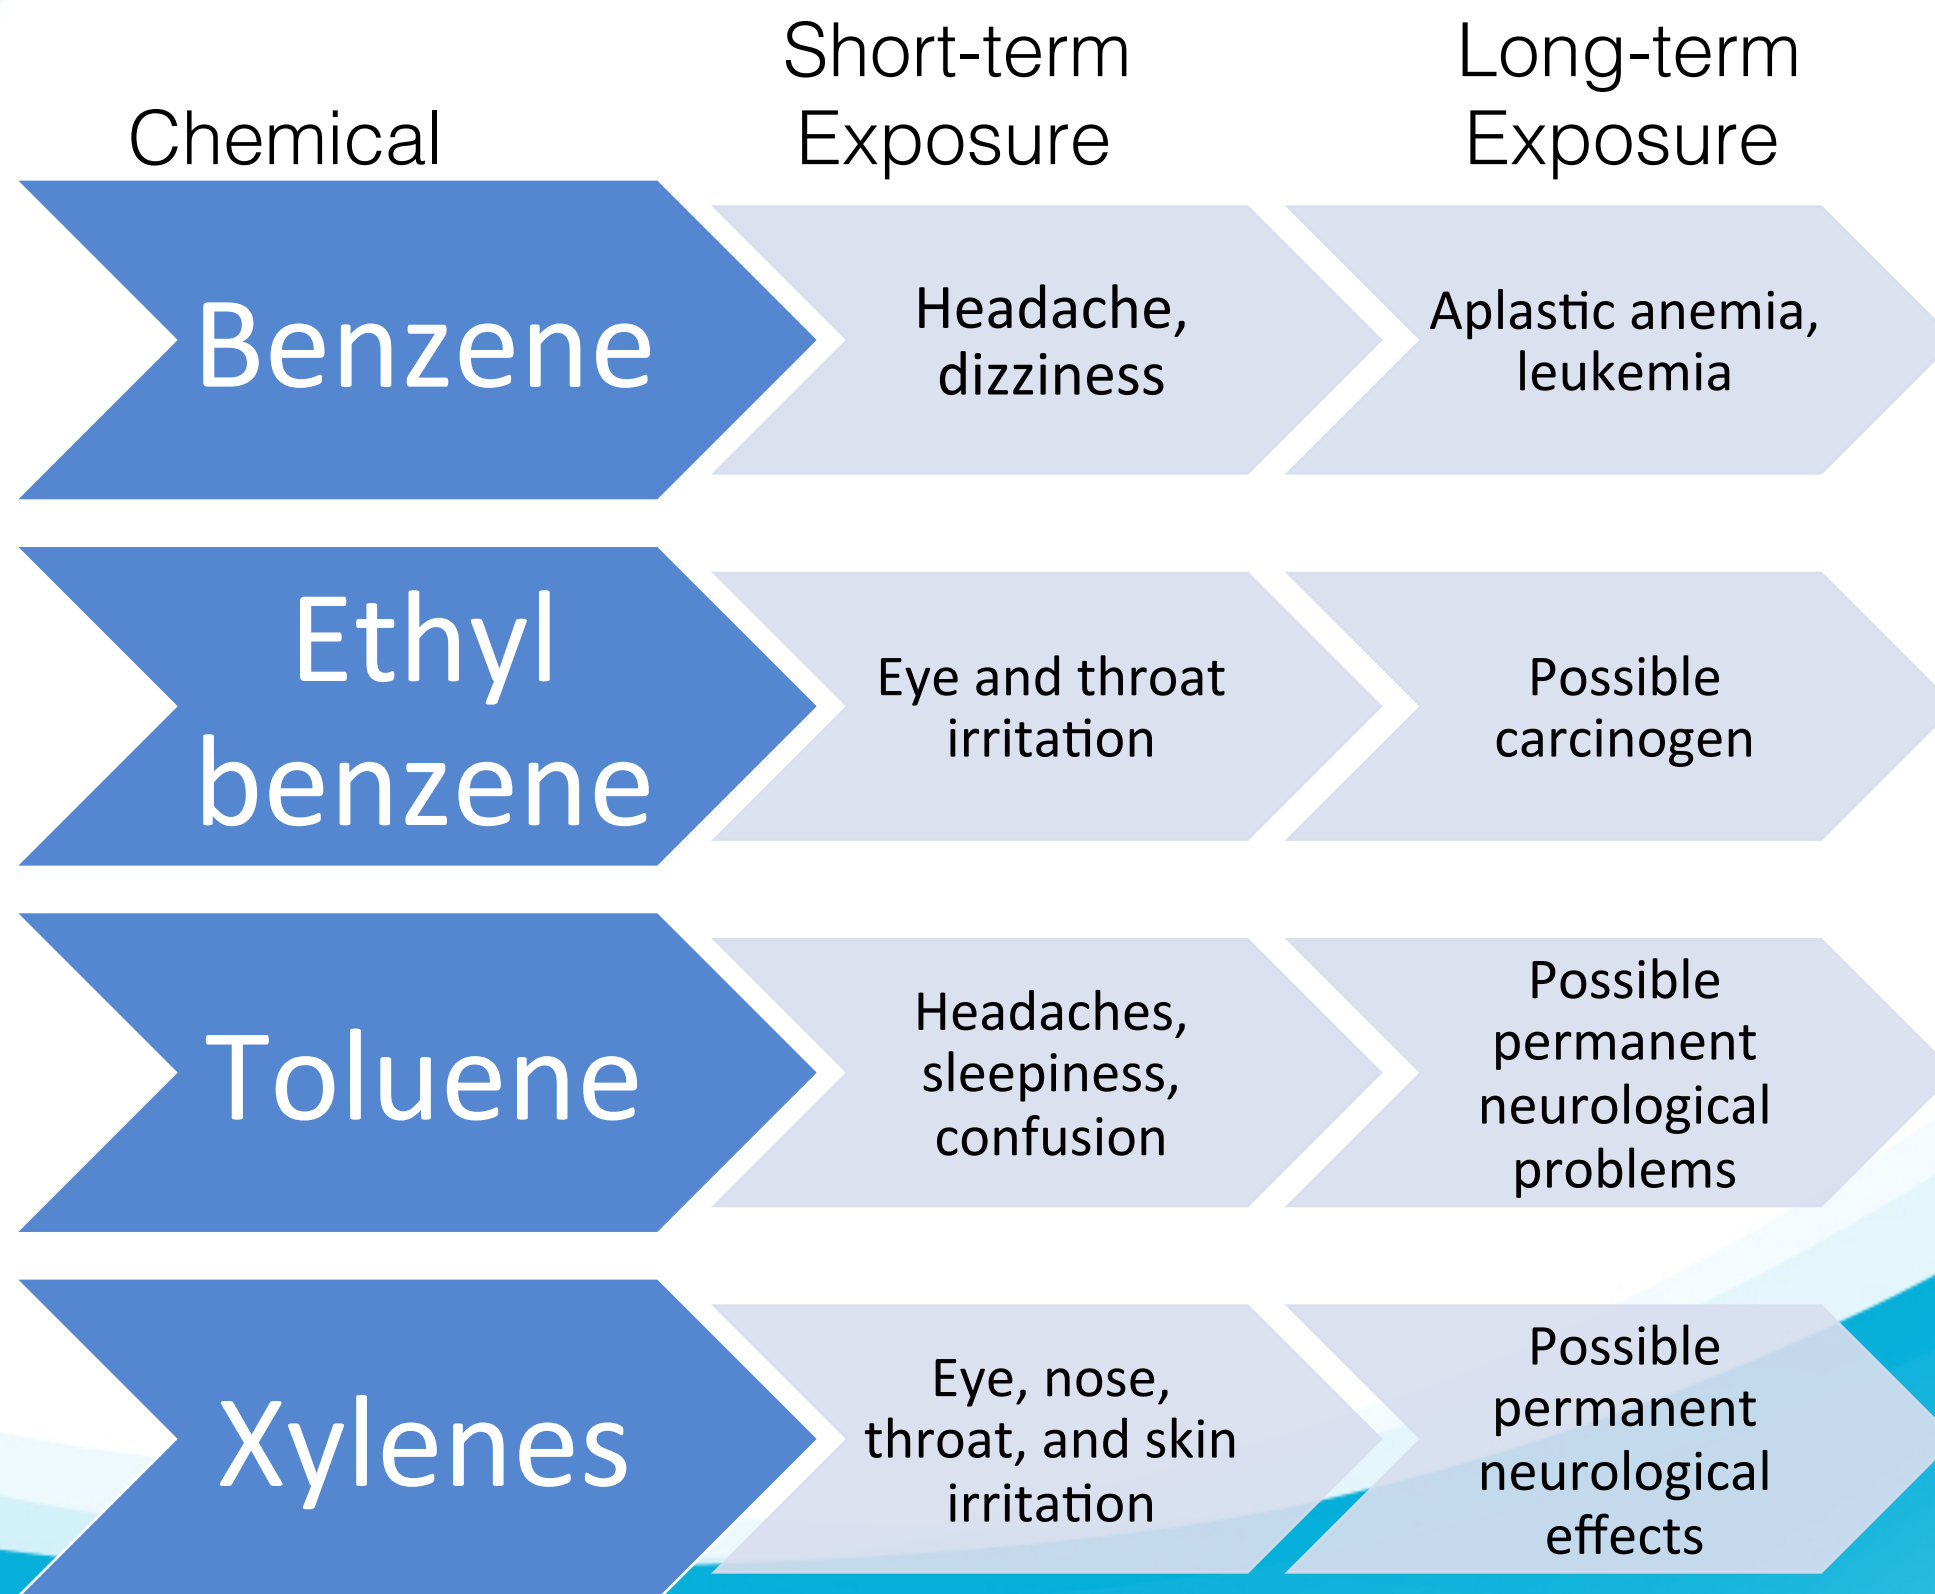 Chemical
Short-term
Exposure
Long-term
Exposure
Benzene
Headache,
dizziness
Aplastic anemia,
leukemia
Ethyl
benzene
Eye and throat
irritation
Possible
carcinogen
Toluene
Headaches,
sleepiness,
confusion
Possible
permanent
neurological
problems
Xylenes
Eye, nose,
throat, and skin
irritation
Possible
permanent
neurological
effects